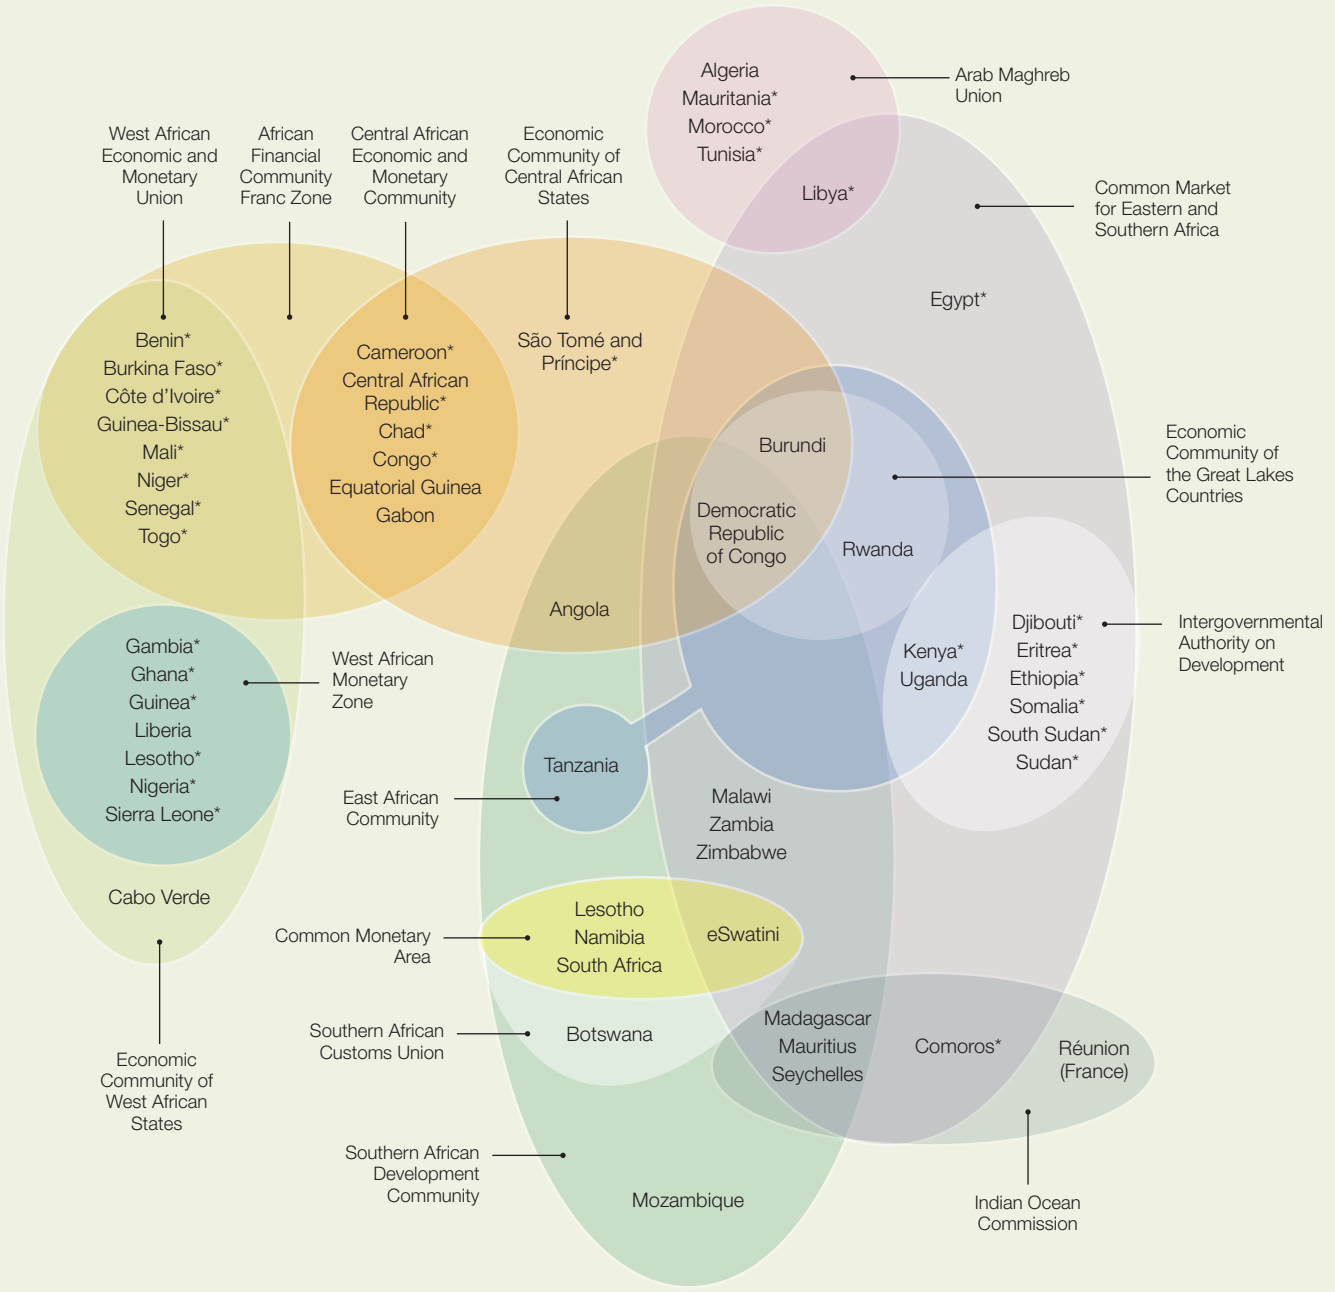 Algeria
Mauritania*
Morocco*
Tunisia*
Libya*
Arab Maghreb
Union
West African
Economic and
Monetary
Union
African
Financial
Community
Franc Zone
Central African
Economic and
Monetary
Community
Economic
Community of
Central African
States
Common Market
for Eastern and
Southern Africa
Egypt*
Benin*
Burkina Faso*
Côte d'Ivoire*
Guinea-Bissau*
Mali*
Niger*
Senegal*
Togo*
Cameroon*
Central African
Republic*
Chad*
Congo*
Equatorial Guinea
Gabon
São Tomé and
Príncipe*
Burundi
Democratic
Republic
of Congo
Rwanda
Economic
Community of
the Great Lakes
Countries
Angola
Kenya*
Uganda
Djibouti*
Eritrea*
Ethiopia*
Somalia*
South Sudan*
Sudan*
Intergovernmental
Authority on
Development
Gambia*
Ghana*
Guinea*
Liberia
Lesotho*
Nigeria*
Sierra Leone*
West African
Monetary
Zone
Tanzania
East African
Community
Malawi
Zambia
Zimbabwe
Cabo Verde
Common Monetary
Area
Lesotho
Namibia
South Africa
eSwatini
Southern African
Customs Union
Botswana
Madagascar
Mauritius
Seychelles
Comoros*
Réunion
(France)
Economic
Community of
West African
States
Southern African
Development
Community
Mozambique
Indian Ocean
Commission